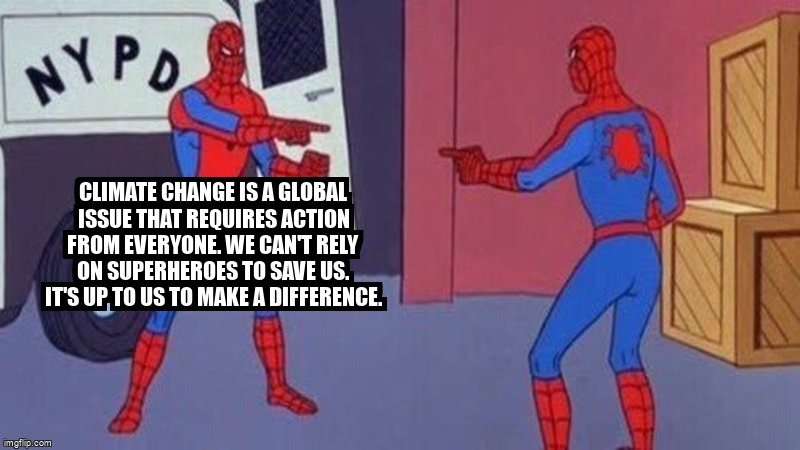 NYPD
CLIMATE CHANGE IS A GLOBAL
ISSUE THAT REQUIRES ACTION
FROM EVERYONE. WE CAN'T RELY
ON SUPERHEROES TO SAVE US.
IT'S UP TO US TO MAKE A DIFFERENCE.
imgflip.com